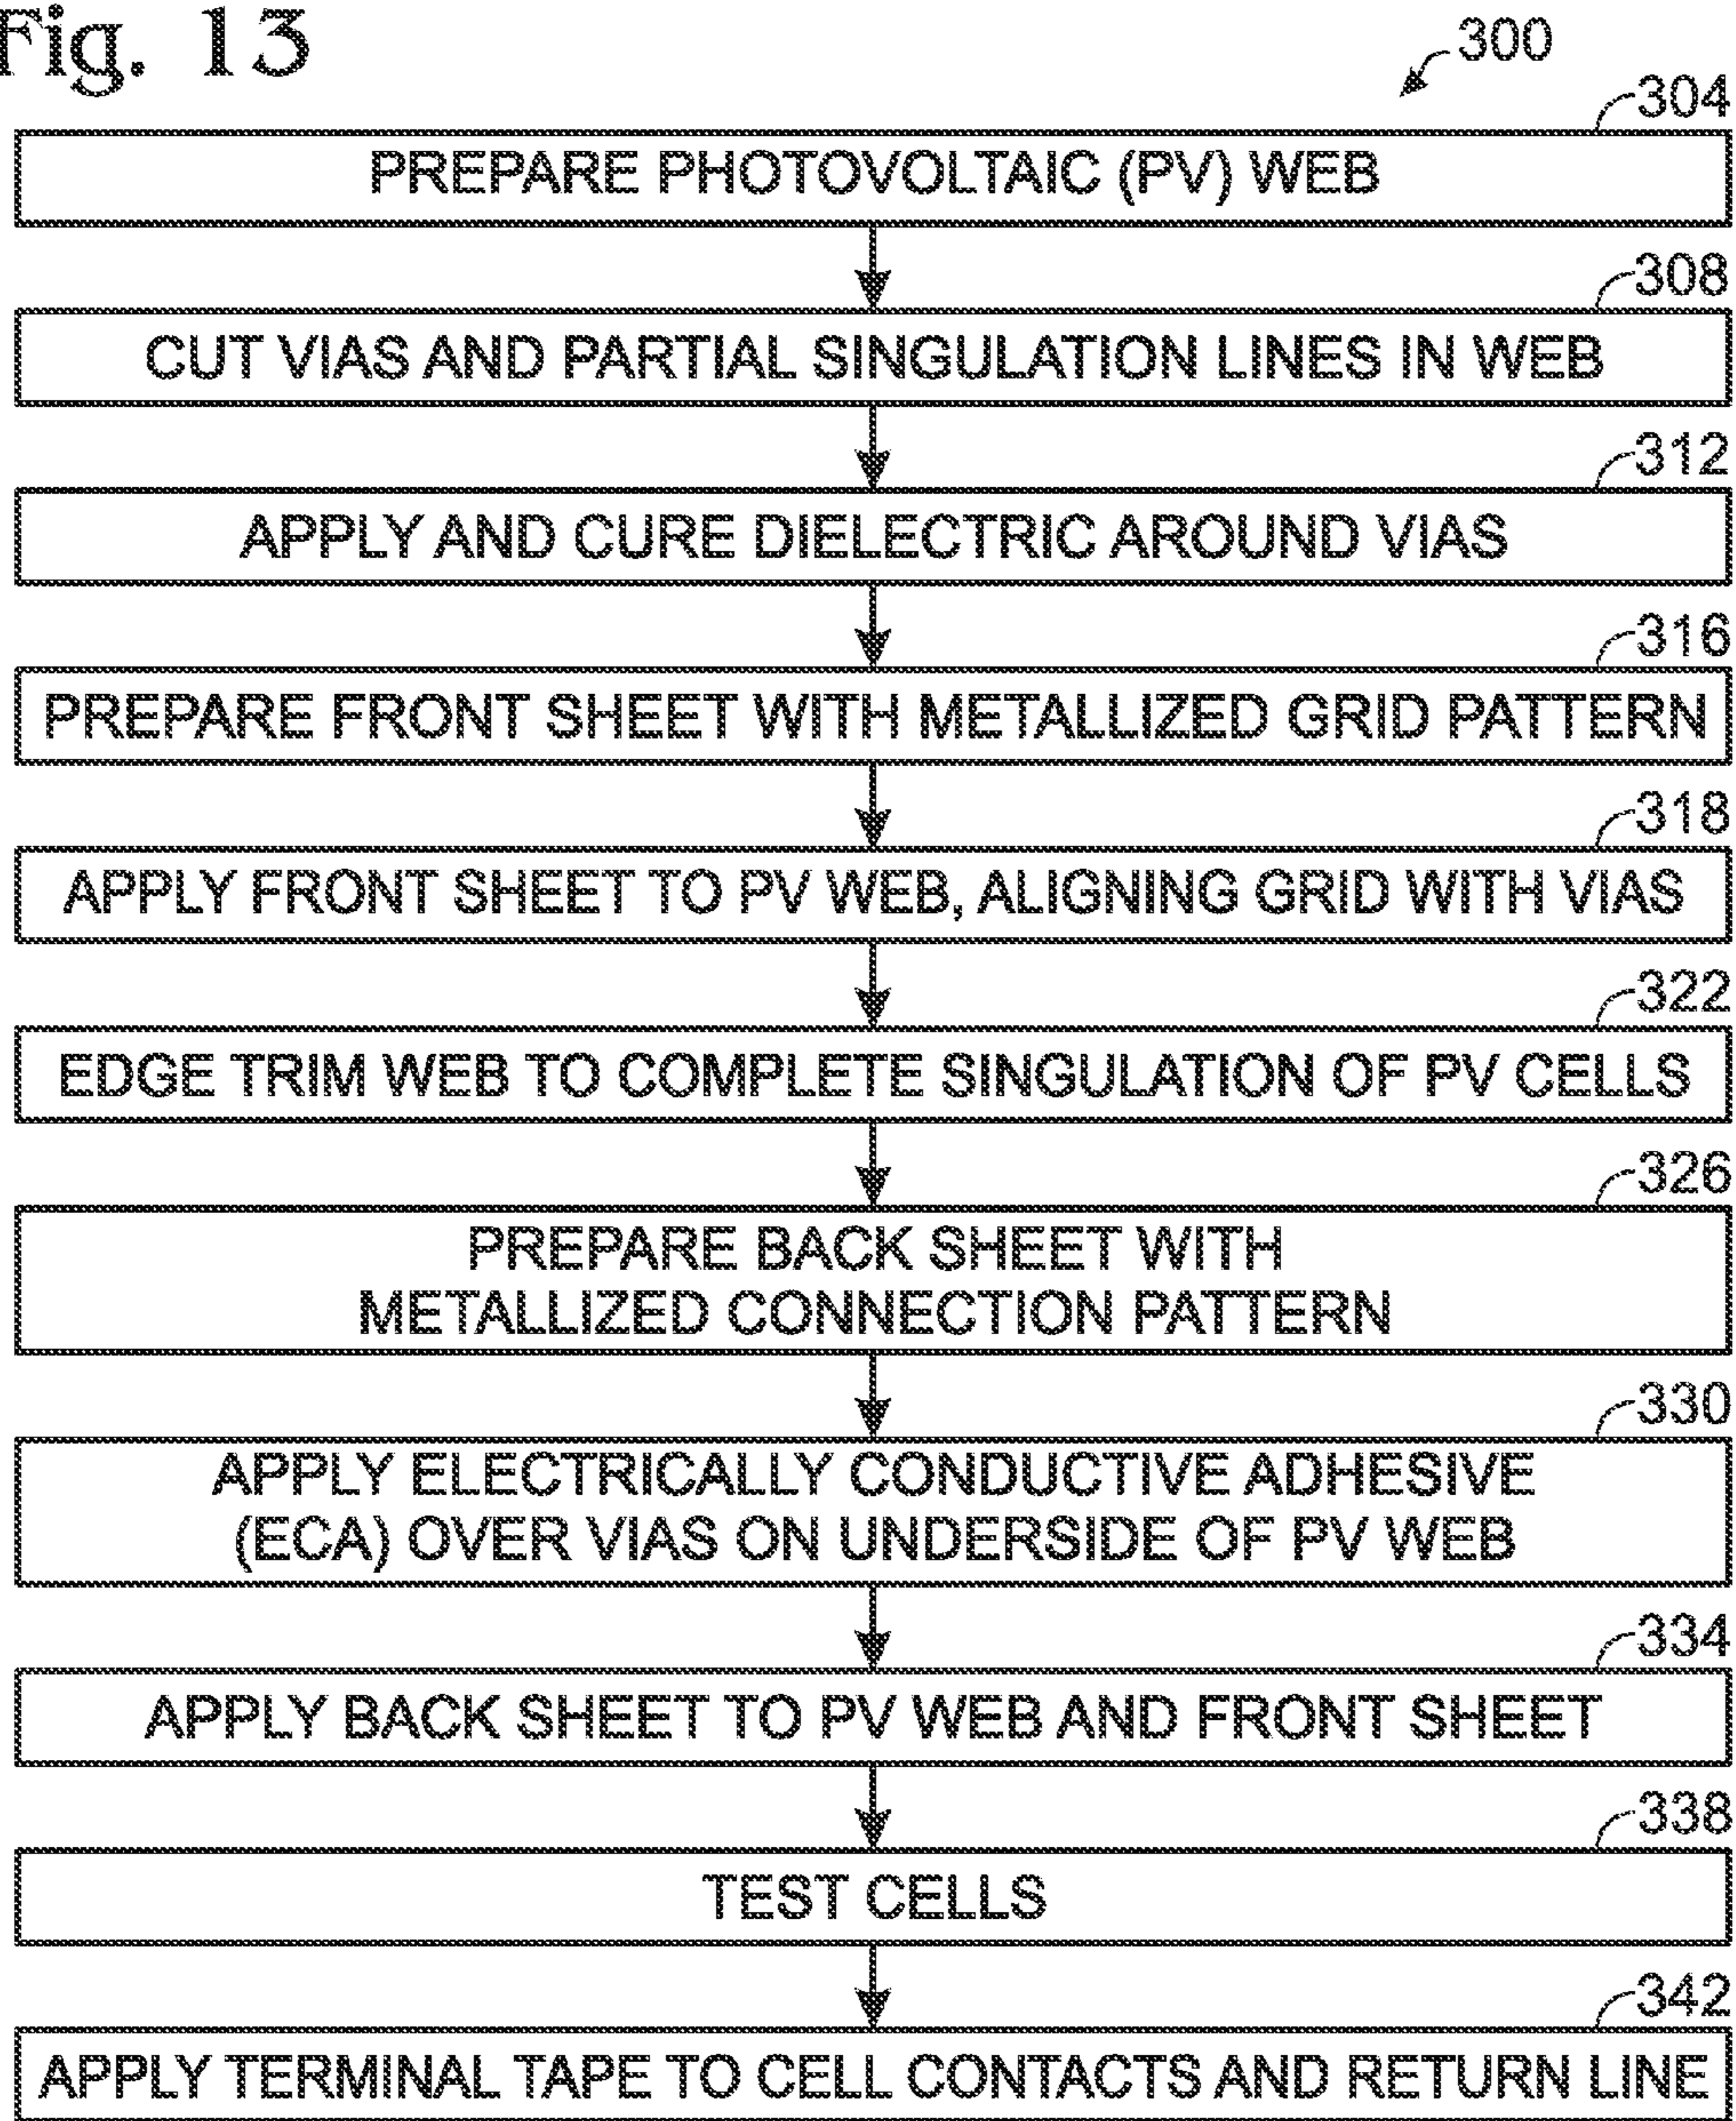 Fig. 13
300
304
PREPARE PHOTOVOLTAIC (PV) WEB
308
CUT VIAS AND PARTIAL SINGULATION LINES IN WEB
312
APPLY AND CURE DIELECTRIC AROUND VIAS
316
PREPARE FRONT SHEET WITH METALLIZED GRID PATTERN
318
APPLY FRONT SHEET TO PV WEB, ALIGNING GRID WITH VIAS
322
EDGE TRIM WEB TO COMPLETE SINGULATION OF PV CELLS
326
PREPARE BACK SHEET WITH
METALLIZED CONNECTION PATTERN
330
APPLY ELECTRICALLY CONDUCTIVE ADHESIVE
(ECA) OVER VIAS ON UNDERSIDE OF PV WEB
334
APPLY BACK SHEET TO PV WEB AND FRONT SHEET
338
TEST CELLS
342
APPLY TERMINAL TAPE TO CELL CONTACTS AND RETURN LINE